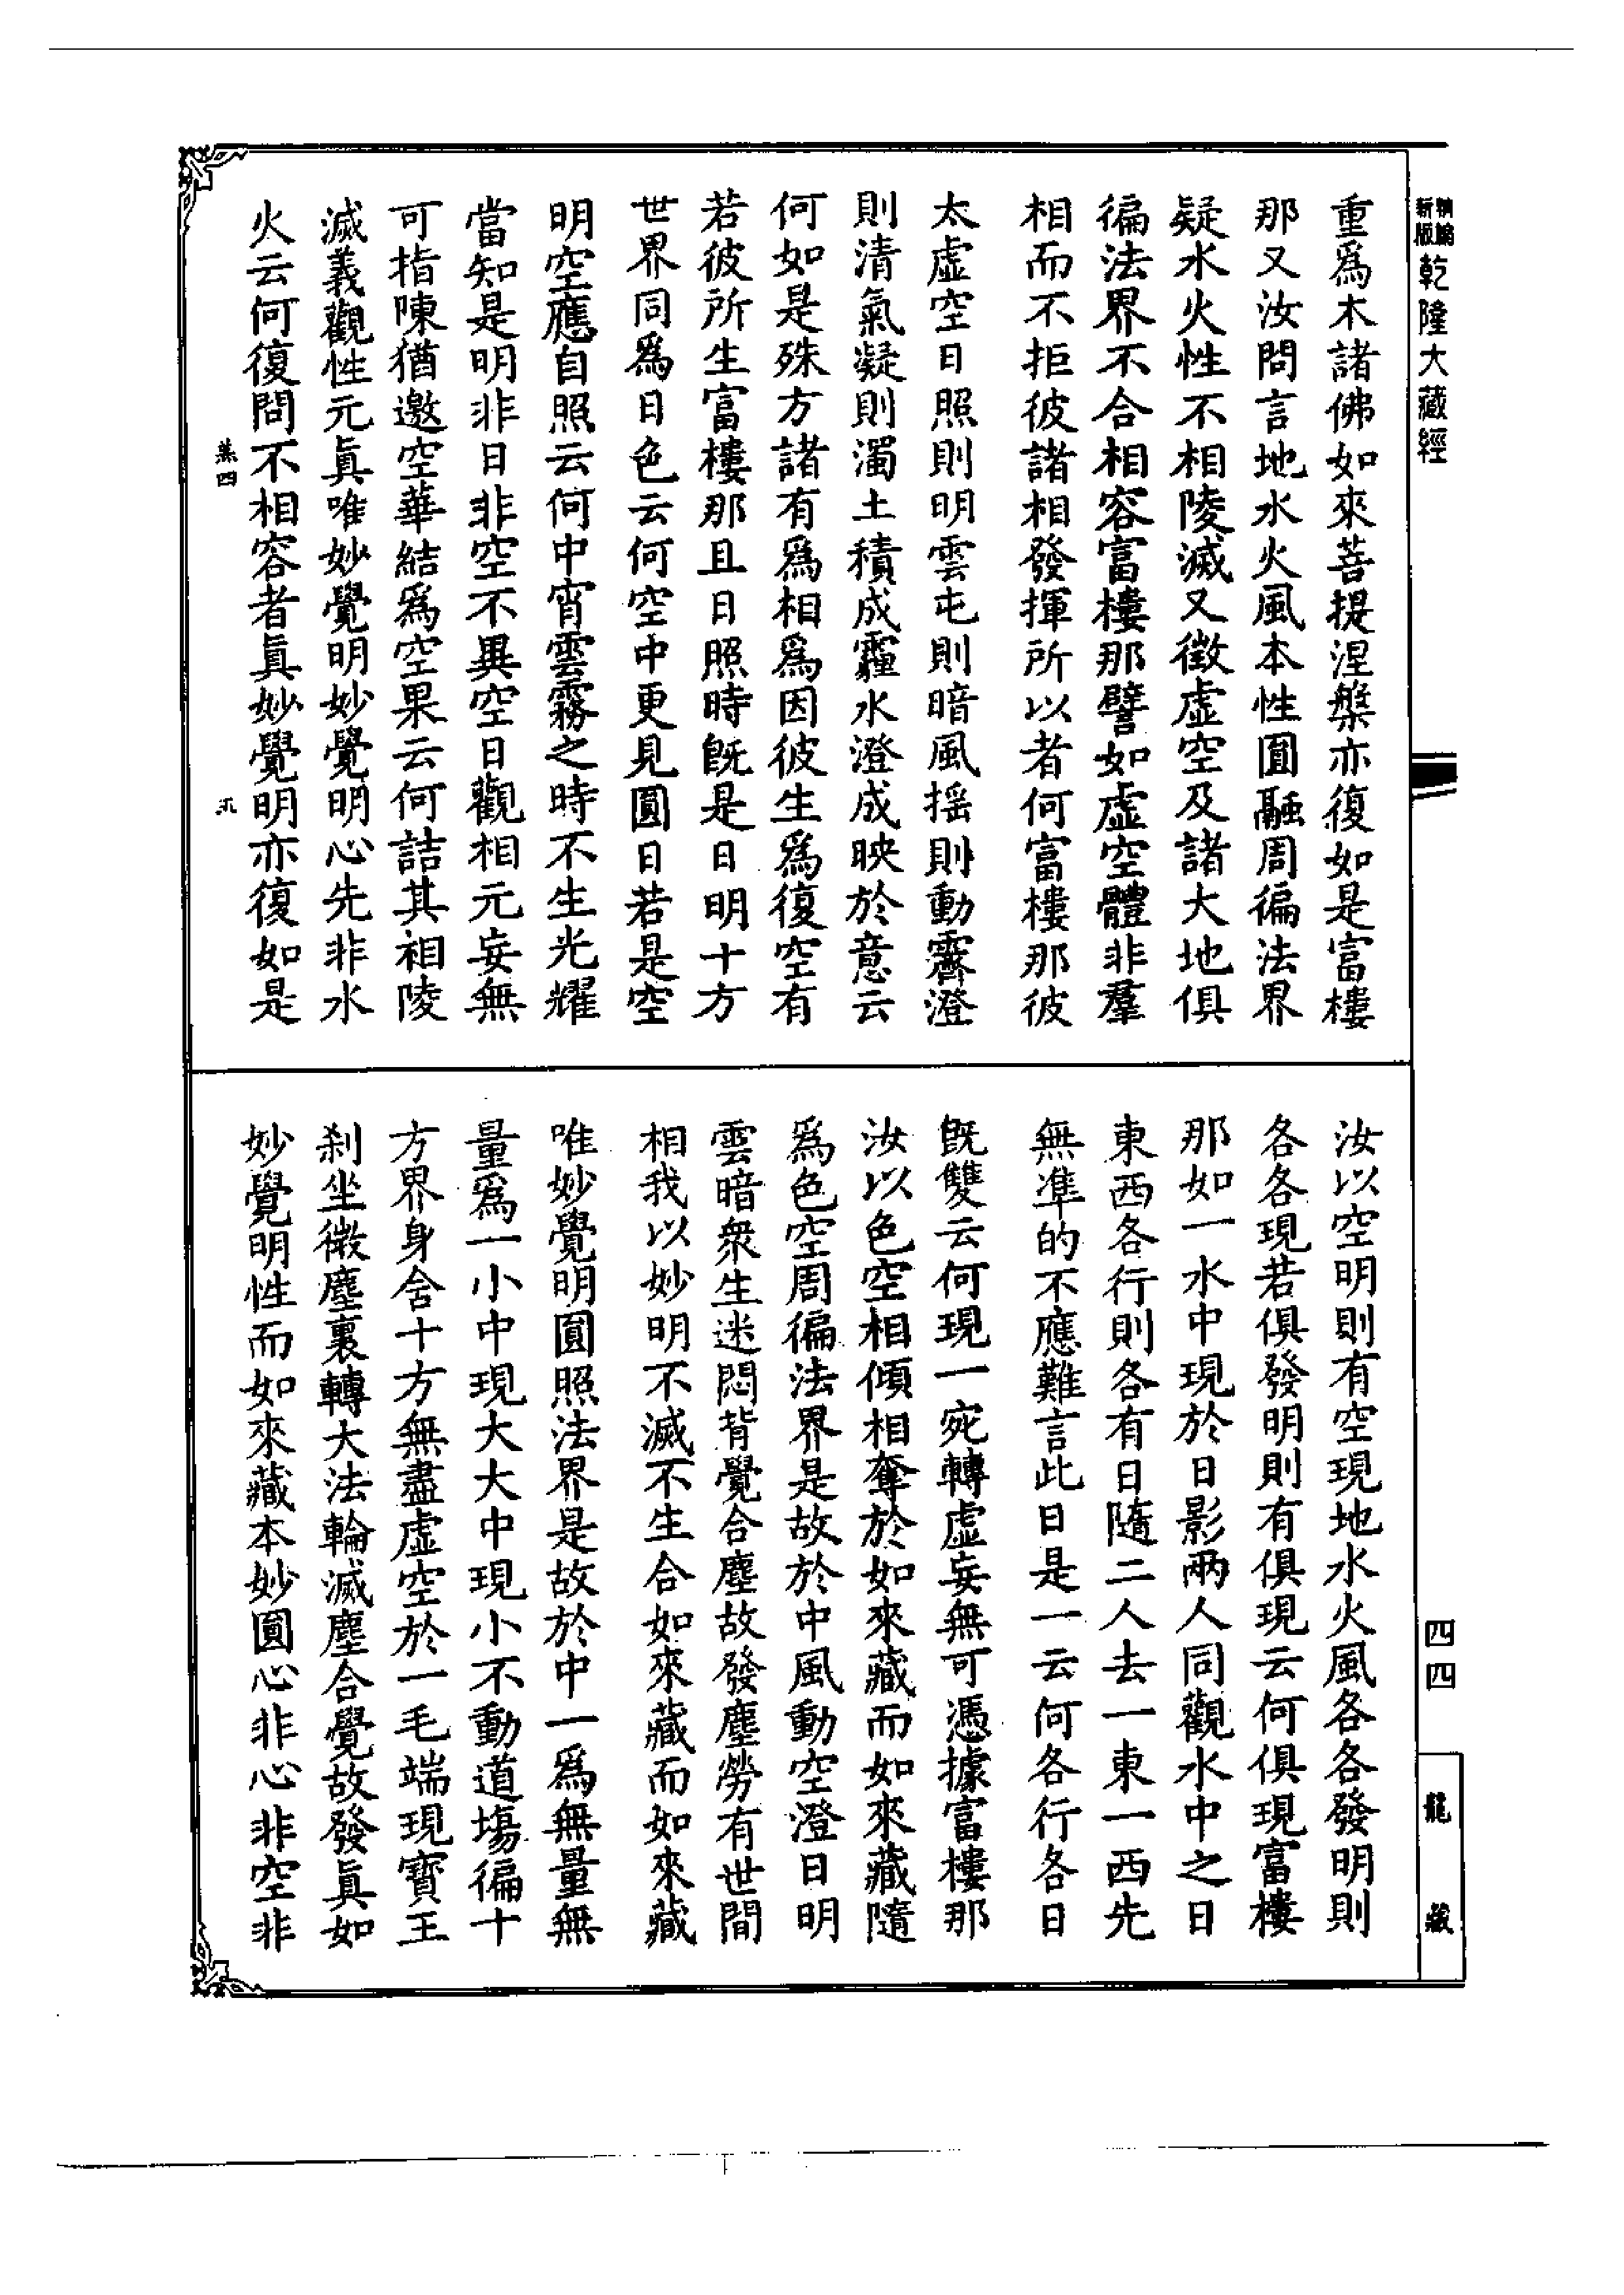 新版 精編 乾隆大藏經
重爲木諸佛如來菩提涅槃亦復如是富樓
那又汝問言地水火風本性圓融周徧法界
疑水火性不相陵滅又徵虛空及諸大地俱
徧法界不合相容富樓那譬如虛空體非羣
相而不拒彼諸相發揮所以者何富樓那彼
太虛空日照則明雲屯則暗風搖則動霽澄
則清氣凝則濁土積成霾水澄成映於意云
何如是殊方諸有爲相爲因彼生爲復空有
若彼所生富樓那且日照時旣是日明十方
世界同爲日色云何空中更見圓日若是空
明空應自照云何中宵雲霧之時不生光耀
當知是明非日非空不異空日觀相元妄無
可指陳猶邀空華結爲空果云何詰其相陵
滅義觀性元眞唯妙覺明妙覺明心先非水
火云何復問不相容者眞妙覺明亦復如是
汝以空明則有空現地水火風各各發明則
各各現若俱發明則有俱現云何俱現富樓
那如一水中現於日影兩人同觀水中之日
東西各行則各有日隨二人去一東一西先
無準的不應難言此日是一云何各行各日
旣雙云何現一宛轉虛妄無可憑據富樓那
汝以色空相傾相奪於如來藏而如來藏隨
爲色空周徧法界是故於中風動空澄日明
雲暗衆生迷悶背覺合塵故發塵勞有世間
相我以妙明不滅不生合如來藏而如來藏
唯妙覺明圓照法界是故於中一爲無量無
量爲一小中現大大中現小不動道場徧十
方界身含十方無盡虛空於一毛端現寶王
刹坐微塵裏轉大法輪滅塵合覺故發眞如
妙覺明性而如來藏本妙圓心非心非空非
四四
龍藏